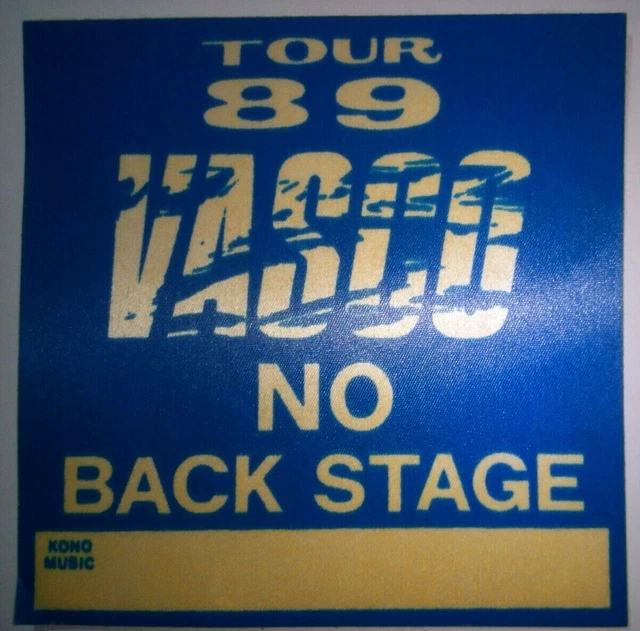 TOUR
89
VASCO
NO
BACK STAGE
KONO
MUSIC